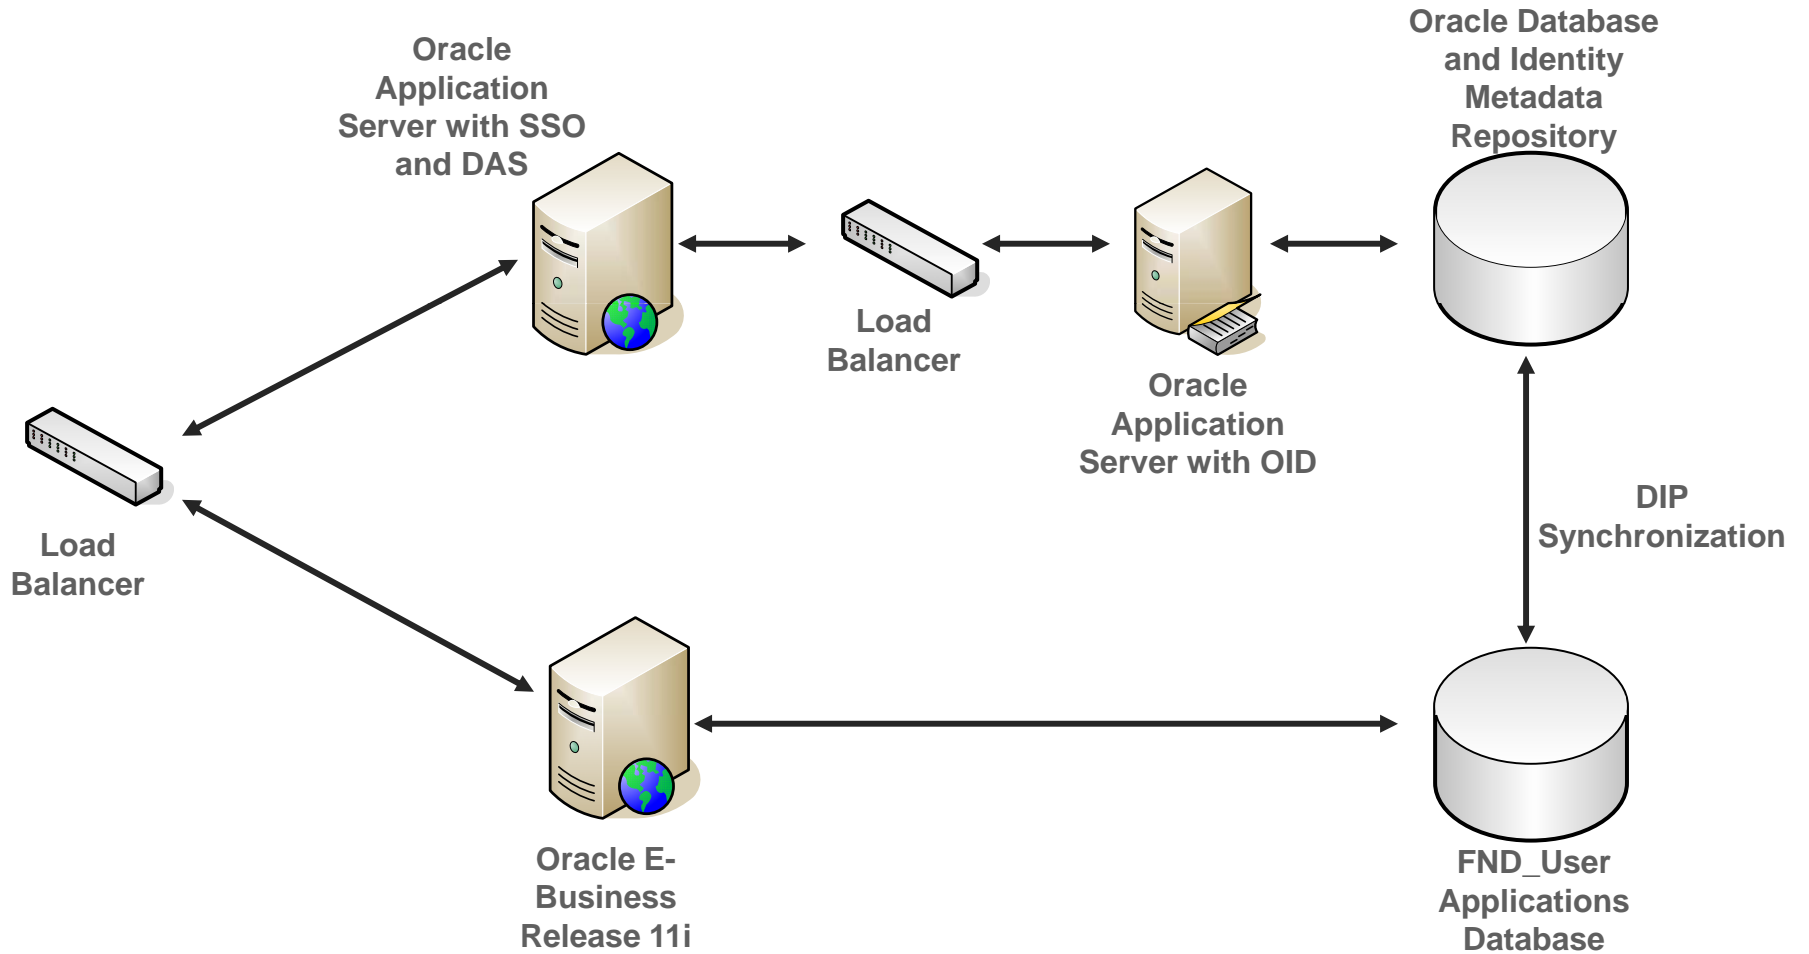 Oracle
Application
Server with SSO
and DAS
Oracle Database
and Identity
Metadata
Repository
Load
Balancer
Oracle
Application
Server with OID
DIP
Synchronization
Load
Balancer
Oracle E-
Business
Release 11i
FND_User
Applications
Database